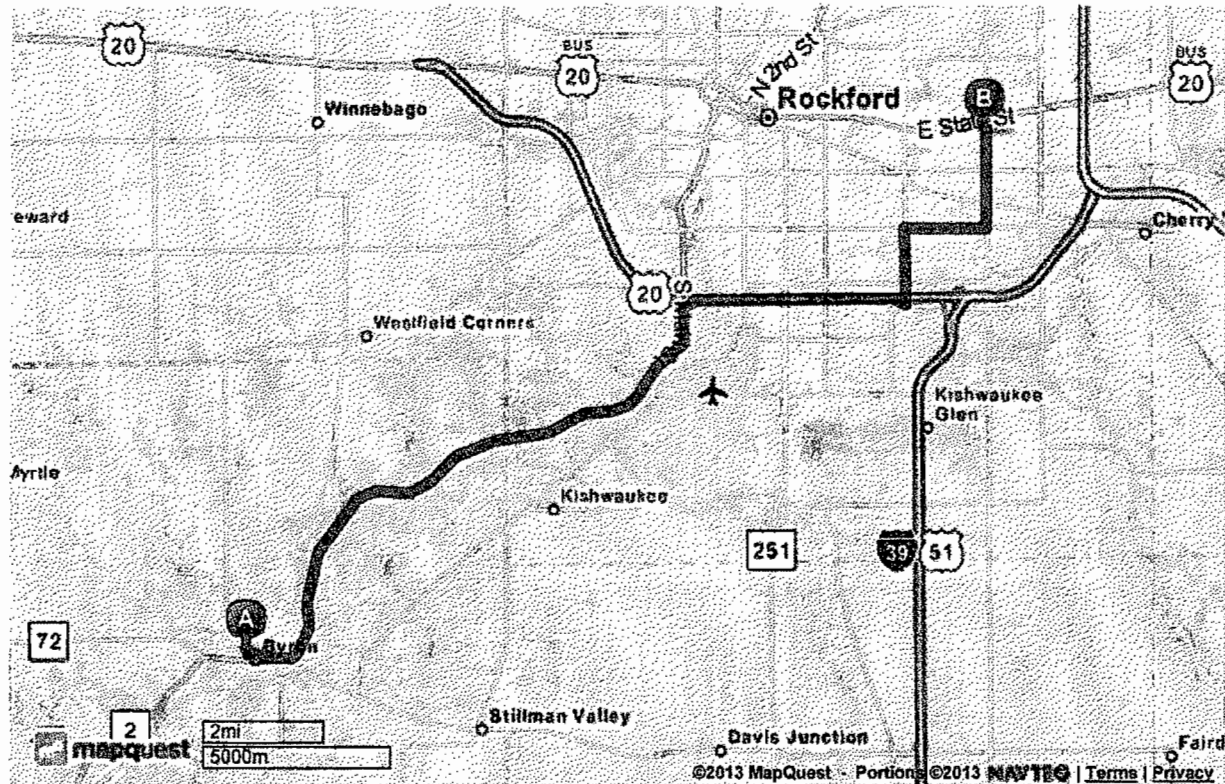 20
BUS
20
N 2nd St
Rockford
B
BUS
20
E State St
Winnebago
eward
Cherry
20
S
Westfield Corners
Kishwaukee
Glen
Kishwaukee
251
39
51
A
Byron
72
2
Stillman Valley
Davis Junction
Faird
mapquest
2mi
5000m
©2013 MapQuest - Portions ©2013 NAVTEQ | Terms | Privacy